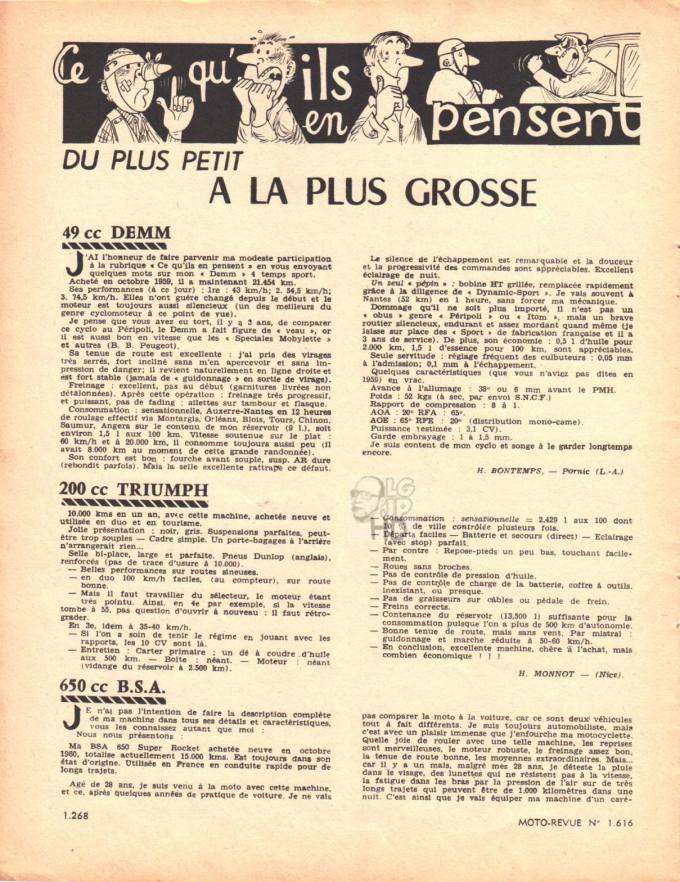 Ce qu'ils en pensent
DU PLUS PETIT
A LA PLUS GROSSE
49 cc DEMM
J'AI l'honneur de faire parvenir ma modeste participation
à la rubrique « Ce qu'ils en pensent » en vous envoyant
quelques mots sur mon « Demm » 4 temps sport.
Acheté en octobre 1959, il a maintenant 21.454 km.
Ses performances (à ce jour) : 1re : 43 km/h; 2. 54,5 km/h;
3. 74,5 km/h. Elles n'ont guère changé depuis le début et le
moteur est toujours aussi silencieux (un des meilleurs du
genre cyclomoteur à ce point de vue).
Je pense que vous avez eu tort, il y a 3 ans, de comparer
ce cyclo au Péripoli, le Demm a fait figure de « veau », or
il est aussi bon en vitesse que les « Speciales Mobylette »
et autres (B. B. Peugeot).
Sa tenue de route est excellente : j'ai pris des virages
très serrés, fort incliné sans m'en apercevoir et sans im-
pression de danger; il revient naturellement en ligne droite et
est fort stable (jamais de « guidonnage » en sortie de virage).
Freinage : excellent, pas au début (garnitures livrées non
détalonnées). Après cette opération : freinage très progressif,
et puissant, pas de fading : ailettes sur tambour et flasque.
Consommation : sensationnelle, Auxerre-Nantes en 12 heures
de roulage effectif via Montargis, Orléans, Blois, Tours, Chinon,
Saumur, Angers sur le contenu de mon réservoir (9 l.), soit
environ 1,5 l aux 100 km. Vitesse soutenue sur le plat :
60 km/h et à 20.000 km, il consomme toujours aussi peu (il
avait 8.000 km au moment de cette grande randonnée).
Son confort est bon : fourche avant souple, susp. AR dure
(rebondit parfois). Mais la selle excellente rattrape ce défaut.
Le silence de l'échappement est remarquable et la douceur
et la progressivité des commandes sont appréciables. Excellent
éclairage de nuit.
Un seul « pépin » : bobine HT grillée, remplacée rapidement
grâce à la diligence de « Dynamic-Sport ». Je vais souvent à
Nantes (52 km) en 1 heure, sans forcer ma mécanique.
Dommage qu'il ne soit plus importé, il n'est pas un
« obus » genre « Péripoli » ou « Itom », mais un brave
routier silencieux, endurant et assez mordant quand même (je
laisse sur place des « Sport » de fabrication française et il a
3 ans de service). De plus, son économie : 0,5 l d'huile pour
2.000 km, 1,5 l d'essence pour 100 km, sont appréciables.
Seule servitude : réglage fréquent des culbuteurs : 0,05 mm
à l'admission; 0,1 mm à l'échappement.
Quelques caractéristiques (que vous n'aviez pas dites en
1959) en vrac.
Avance à l'allumage : 38° ou 6 mm avant le PMH.
Poids : 52 kg (à sec, par envoi S.N.C.F.)
Rapport de compression : 8 à 1.
AOA : 20° RFA : 65°.
AOE : 65° RFE : 20° (distribution mono-came).
Puissance estimée : 3,1 CV).
Garde embrayage : 1 à 1,5 mm.
Je suis content de mon cyclo et songe à le garder longtemps
encore.
H. BONTEMPS, — Pornic (L.-A.)
200 cc TRIUMPH
10.000 kms en un an, avec cette machine, achetée neuve et
utilisée en duo et en tourisme.
Jolie présentation : noir, gris. Suspensions parfaites, peut-
être trop souples — Cadre simple. Un porte-bagages à l'arrière
n'arrangerait rien...
Selle bi-place, large et parfaite. Pneus Dunlop (anglais),
renforcés (pas de trace d'usure à 10.000).
— Belles performances sur routes sineuses.
— en duo 100 km/h faciles, (au compteur), sur route
bonne.
— Mais il faut travailler du sélecteur, le moteur étant
très pointu. Ainsi, en 4e par exemple, si la vitesse
tombe à 55, pas question d'ouvrir à nouveau : il faut rétro-
grader.
En 3e, idem à 35-40 km/h.
— Si l'on a soin de tenir le régime en jouant avec les
rapports, les 10 CV sont là.
— Entretien : Carter primaire ; un dé à coudre d'huile
aux 500 km. — Boîte : néant. — Moteur : néant
(vidange du réservoir à 2.500 km).
— Consommation : sensationnelle = 2,429 l aux 100 dont
de ville contrôlée plusieurs fois.
— Départs faciles — Batterie et secours (direct) — Eclairage
(avec stop) parfait.
— Par contre : Repose-pieds un peu bas, touchant facile-
ment.
— Roues sans broches.
— Pas de contrôle de pression d'huile.
— Pas de contrôle de charge de la batterie, coffre à outils.
inexistant, ou presque.
— Pas de graisseurs sur câbles ou pédale de frein.
— Freins corrects.
— Contenance du réservoir (13,500 l) suffisante pour la
consommation puisque l'on a plus de 500 km d'autonomie.
— Bonne tenue de route, mais sans vent. Par mistral :
guidonnage et marche réduite à 50-60 km/h.
— En conclusion, excellente machine, chère à l'achat, mais
combien économique ! ! !
H. MONNOT — (Nice).
650 cc B.S.A.
JE n'ai pas l'intention de faire la description complète
de ma machine dans tous ses détails et caractéristiques,
vous les connaissez autant que moi :
Nous nous présentons :
Ma BSA 650 Super Rocket achetée neuve en octobre
1960, totalise actuellement 15.000 kms. Est toujours dans son
état d'origine. Utilisée en France en conduite rapide pour de
longs trajets.
Agé de 28 ans, je suis venu à la moto avec cette machine,
et ce, après quelques années de pratique de voiture. Je ne vais
pas comparer la moto à la voiture, car ce sont deux véhicules
tout à fait différents. Je suis toujours automobiliste, mais
c'est avec un plaisir immense que j'enfourche ma motocyclette.
Quelle joie de rouler avec une telle machine, les reprises
sont merveilleuses, le moteur robuste, le freinage assez bon,
la tenue de route bonne, les moyennes extraordinaires. Mais...
car il y a un mais, malgré mes 28 ans, je déteste la pluie
dans le visage, des lunettes qui ne résistent pas à la vitesse,
la fatigue dans les bras par la pression de l'air sur de très
longs trajets qui peuvent être de 1.000 kilomètres dans une
nuit. C'est ainsi que je vais équiper ma machine d'un caré-
1.268
MOTO-REVUE N° 1.616